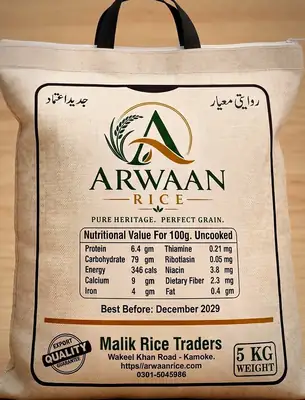 روایتی معیار
جدید اعتماد
ARWAAN
RICE
PURE HERITAGE. PERFECT GRAIN.
Nutritional Value For 100g. Uncooked
Protein 6.4 gm Thiamine 0.21 mg
Carbohydrate 79 gm Ribotlasin 0.05 mg
Energy 346 cals Niacin 3.8 mg
Calcium 9 gm Dietary Fiber 2.3 mg
Iron 4 gm Fat 0.4 gm
Best Before: December 2029
EXPORT
QUALITY
GUARANTEE
Malik Rice Traders
Wakeel Khan Road - Kamoke.
https//arwaanrice.com
0301-5045986
5 KG
WEIGHT